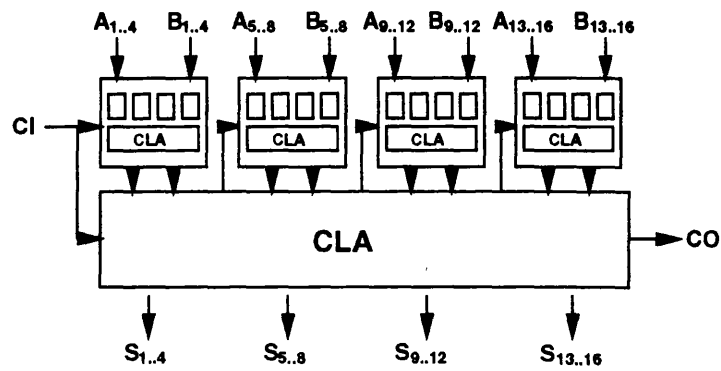 A1..4 B1..4 A5..8 B5..8 A9..12 B9..12 A13..16 B13..16
CI
CLA CLA CLA CLA
CLA
CO
S1..4 S5..8 S9..12 S13..16